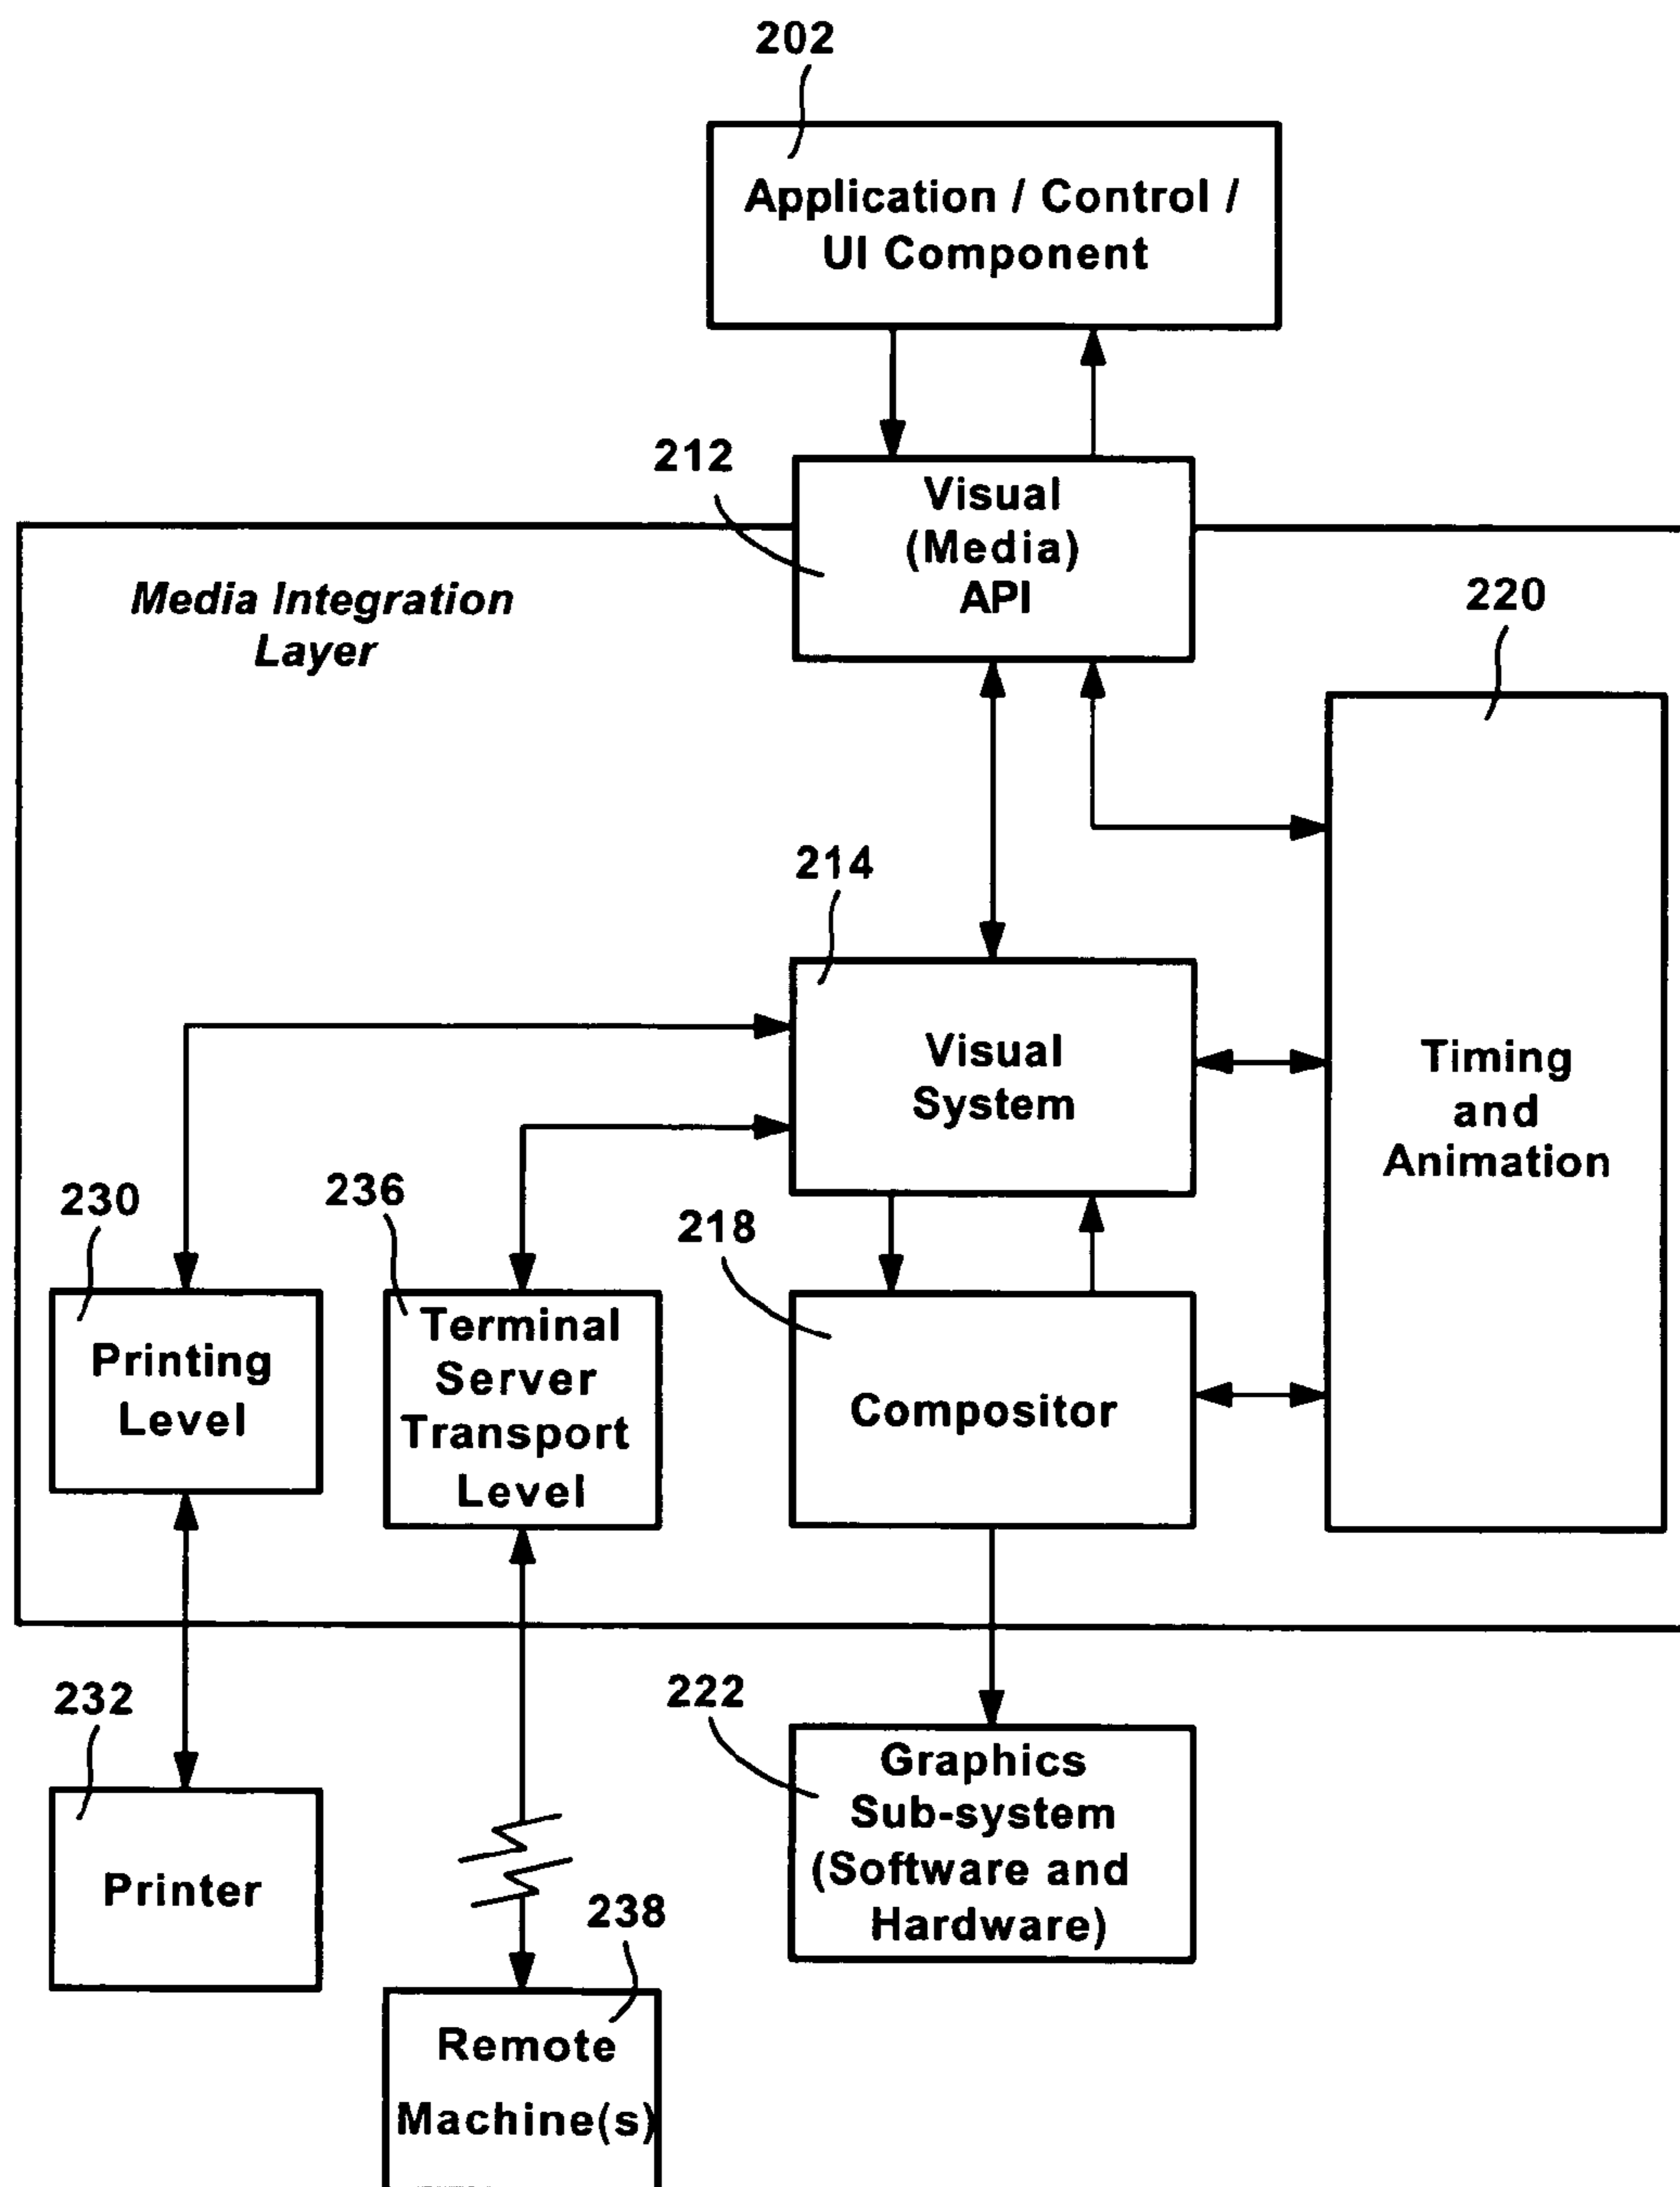 202
Application / Control /
UI Component
212
Visual
(Media)
API
Media Integration
Layer
220
214
Visual
System
Timing
and
Animation
230
236
218
Printing
Level
Terminal
Server
Transport
Level
Compositor
232
222
Printer
Graphics
Sub-system
(Software and
Hardware)
238
Remote
Machine(s)